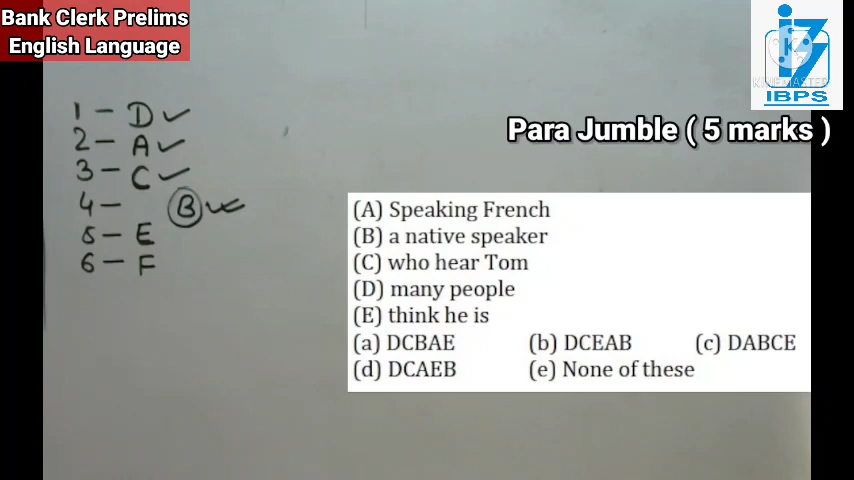 Bank Clerk Prelims
English Language
K
KINEMASTER
IBPS
Para Jumble ( 5 marks )
1 – D ✓
2 – A ✓
3 – C ✓
4 – B ✓
5 – E
6 – F
(A) Speaking French
(B) a native speaker
(C) who hear Tom
(D) many people
(E) think he is
(a) DCBAE (b) DCEAB (c) DABCE
(d) DCAEB (e) None of these